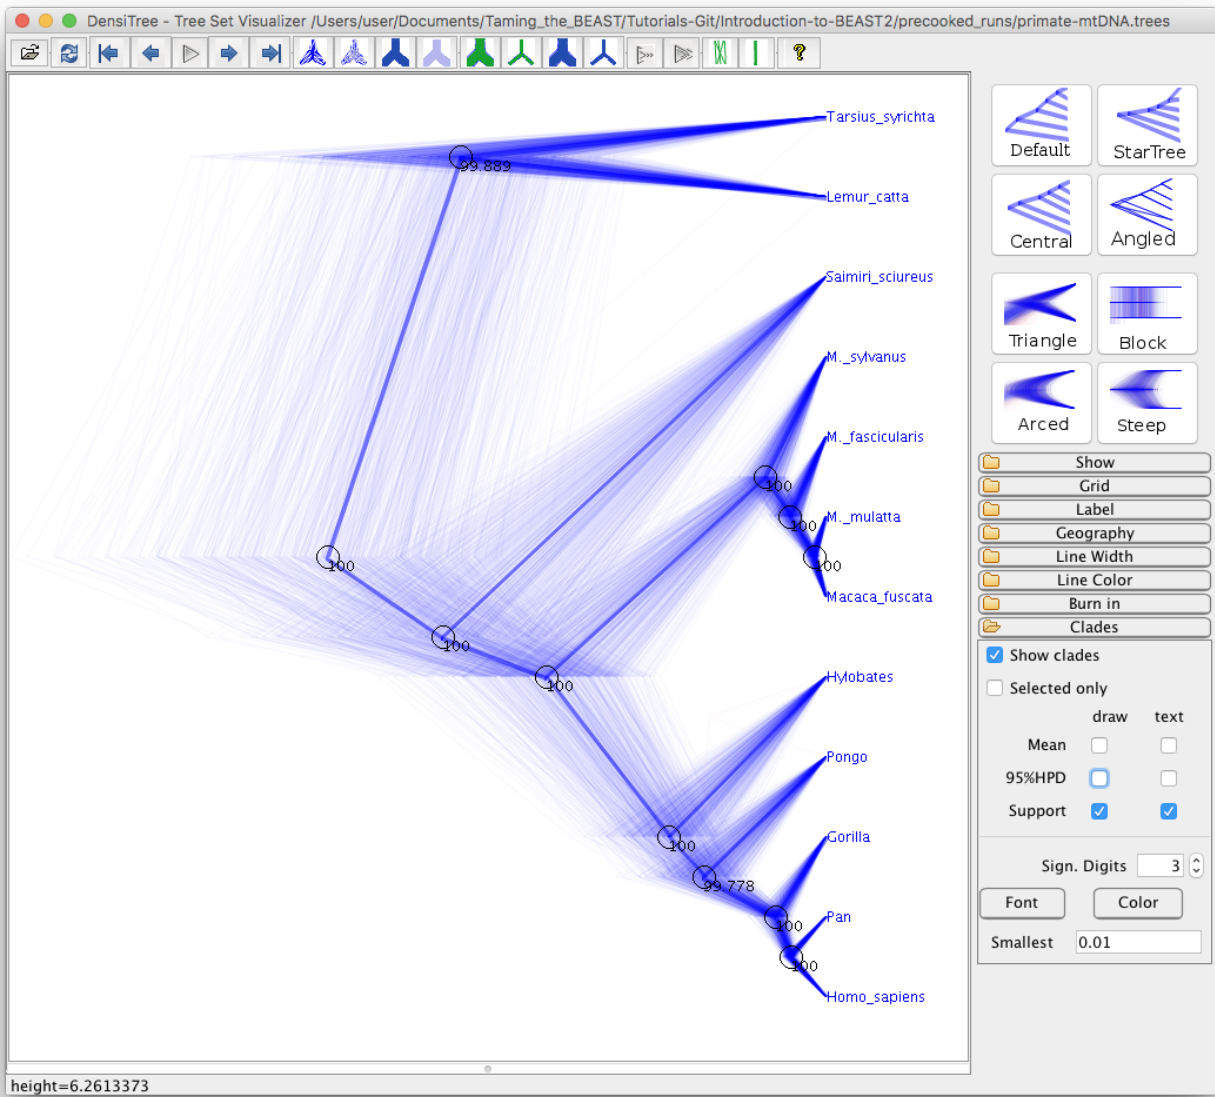 DensiTree - Tree Set Visualizer /Users/user/Documents/Taming_the_BEAST/Tutorials-Git/Introduction-to-BEAST2/precooked_runs/primate-mtDNA.trees
?
Tarsius_syrichta
99.889
Lemur_catta
Saimiri_sciureus
M._sylvanus
M._fascicularis
100
M._mulatta
100
100
100
Macaca_fuscata
100
Hylobates
100
Pongo
Gorilla
100
99.778
Pan
100
100
Homo_sapiens
Default
StarTree
Central
Angled
Triangle
Block
Arced
Steep
Show
Grid
Label
Geography
Line Width
Line Color
Burn in
Clades
Show clades
Selected only
draw text
Mean
95%HPD
Support
Sign. Digits 3
Font Color
Smallest 0.01
height=6.2613373